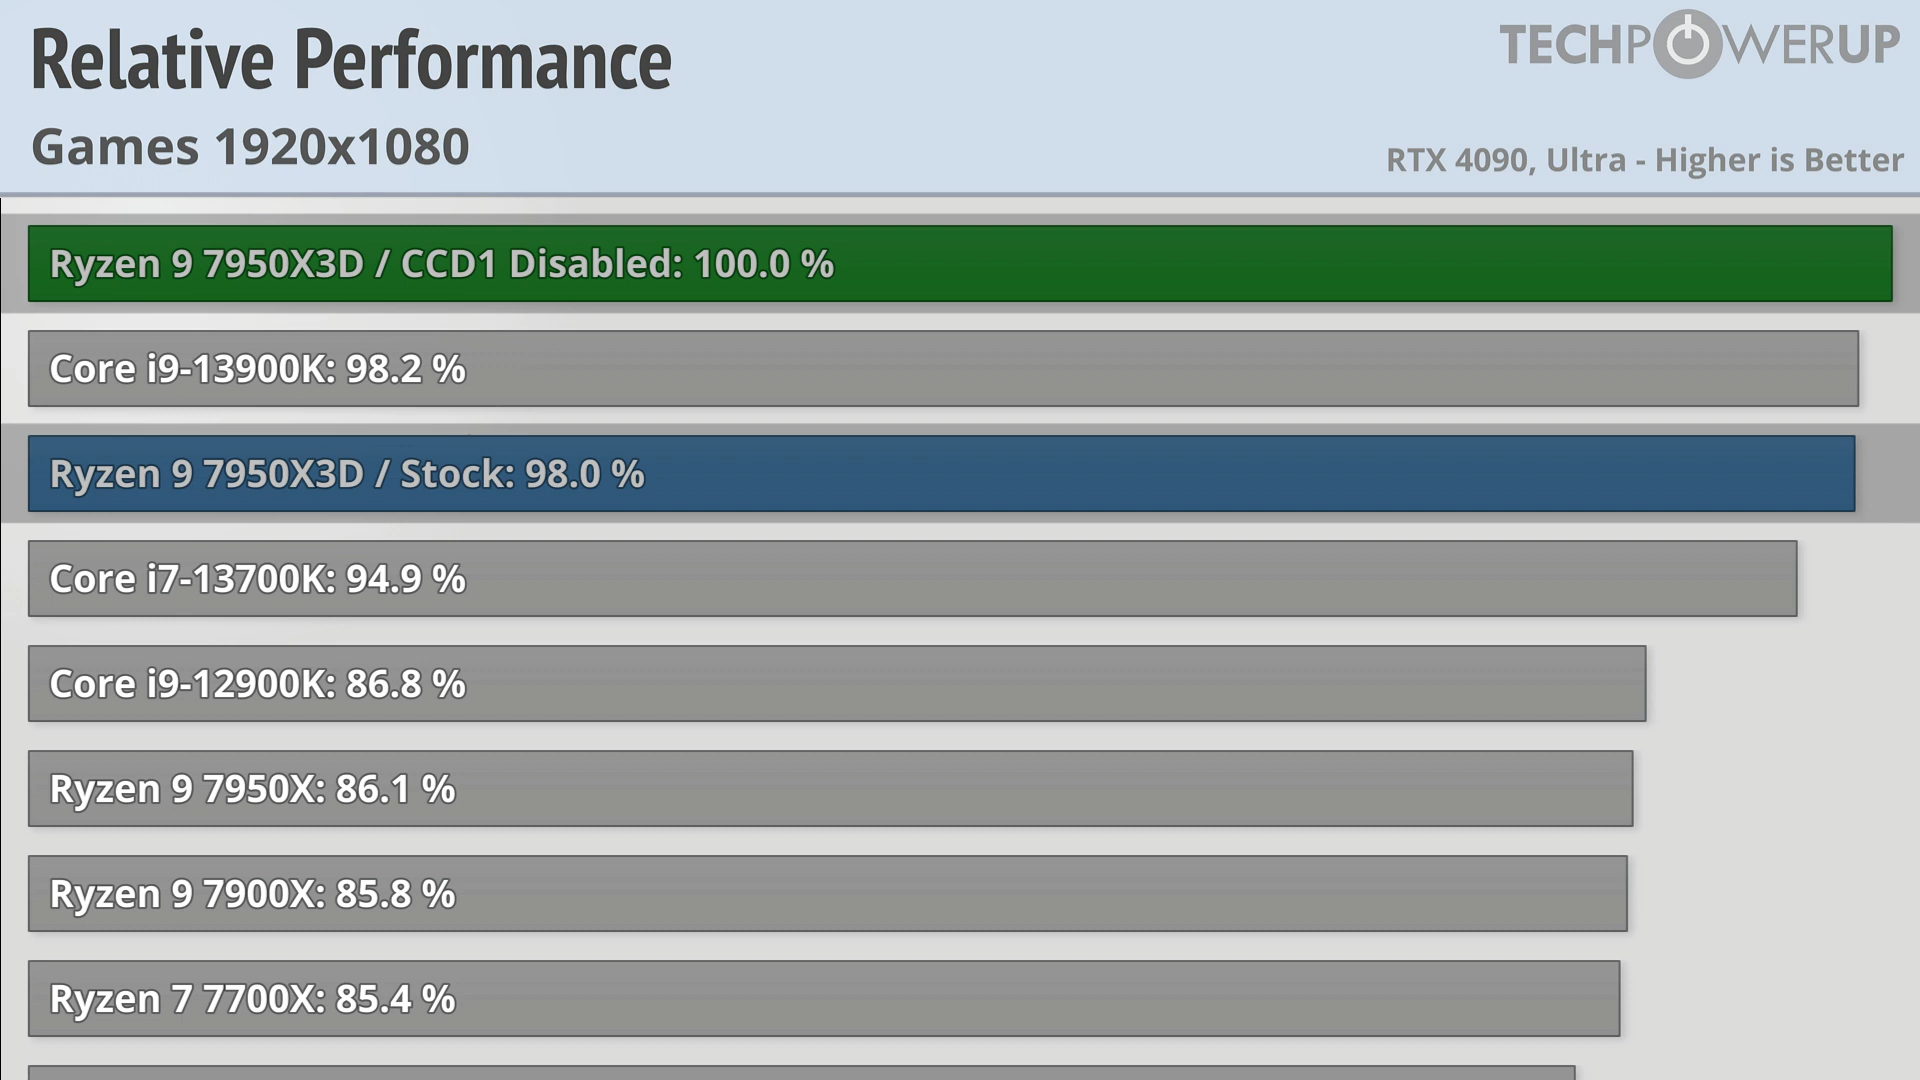 Relative Performance
TECHPOWERUP
Games 1920x1080
RTX 4090, Ultra - Higher is Better
Ryzen 9 7950X3D / CCD1 Disabled: 100.0 %
Core i9-13900K: 98.2 %
Ryzen 9 7950X3D / Stock: 98.0 %
Core i7-13700K: 94.9 %
Core i9-12900K: 86.8 %
Ryzen 9 7950X: 86.1 %
Ryzen 9 7900X: 85.8 %
Ryzen 7 7700X: 85.4 %